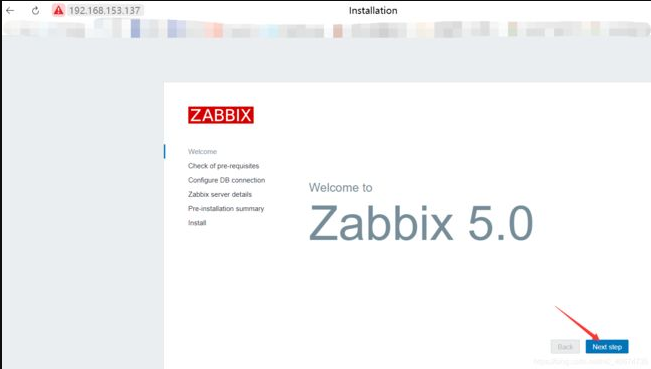 192.168.153.137
Installation
ZABBIX
Welcome
Check of pre-requisites
Configure DB connection
Zabbix server details
Pre-installation summary
Install
Welcome to
Zabbix 5.0
Back
Next step